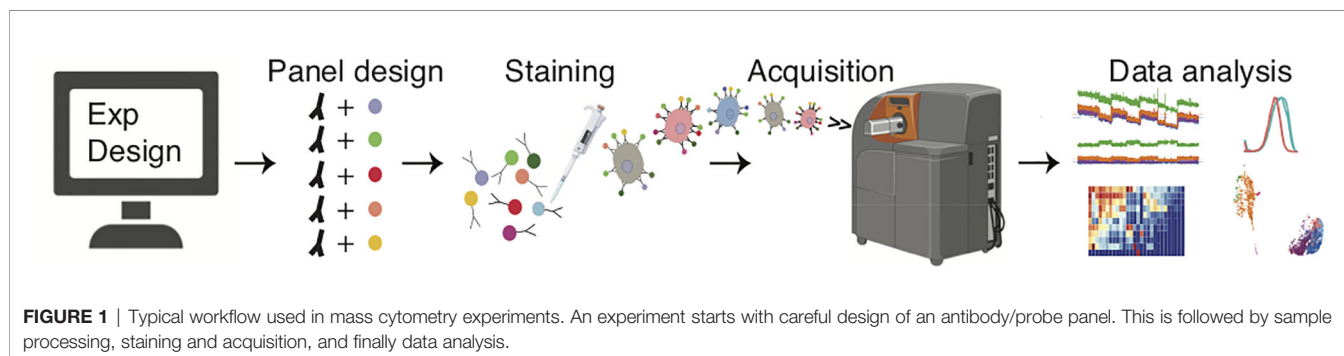 Exp
Design
Panel design
Staining
Acquisition
Data analysis
+
+
+
+
+
FIGURE 1 | Typical workflow used in mass cytometry experiments. An experiment starts with careful design of an antibody/probe panel. This is followed by sample
processing, staining and acquisition, and finally data analysis.